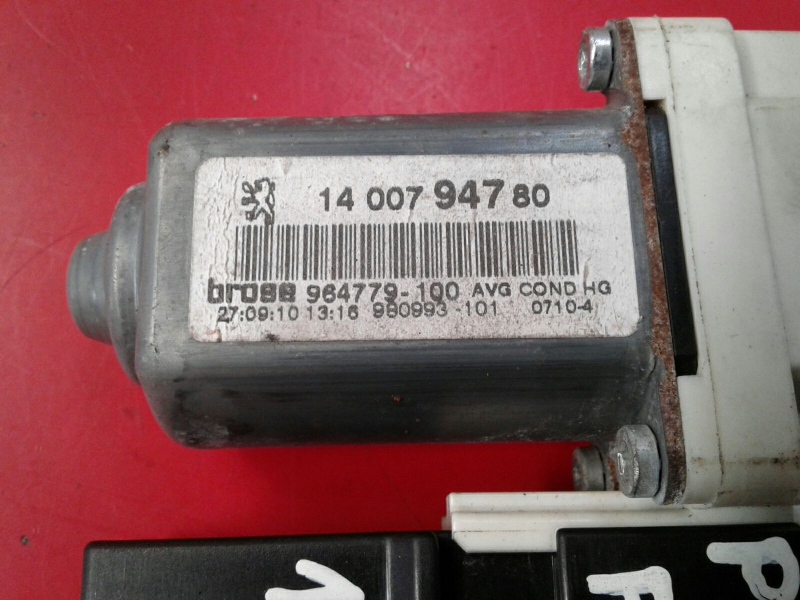 14 007 947 80
brose 964779-100 AVG COND HG
27:09:10 13:16 980993-101 0710-4
1
P
F